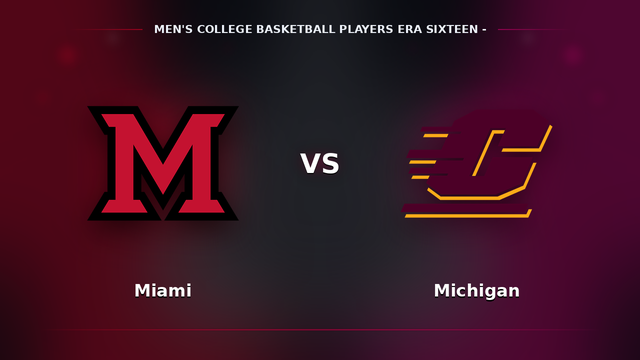 MEN'S COLLEGE BASKETBALL PLAYERS ERA SIXTEEN -
M
C
VS
Miami
Michigan